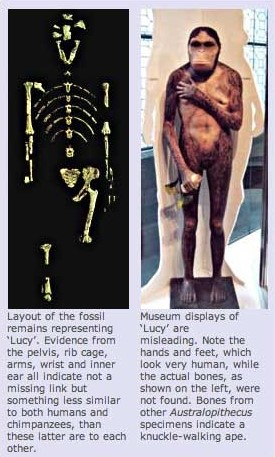 Layout of the fossil
remains representing
‘Lucy’. Evidence from
the pelvis, rib cage,
arms, wrist and inner
ear all indicate not a
missing link but
something less similar
to both humans and
chimpanzees, than
these latter are to each
other.
Museum displays of
‘Lucy’ are
misleading. Note the
hands and feet, which
look very human, while
the actual bones, as
shown on the left, were
not found. Bones from
other Australopithecus
specimens indicate a
knuckle-walking ape.